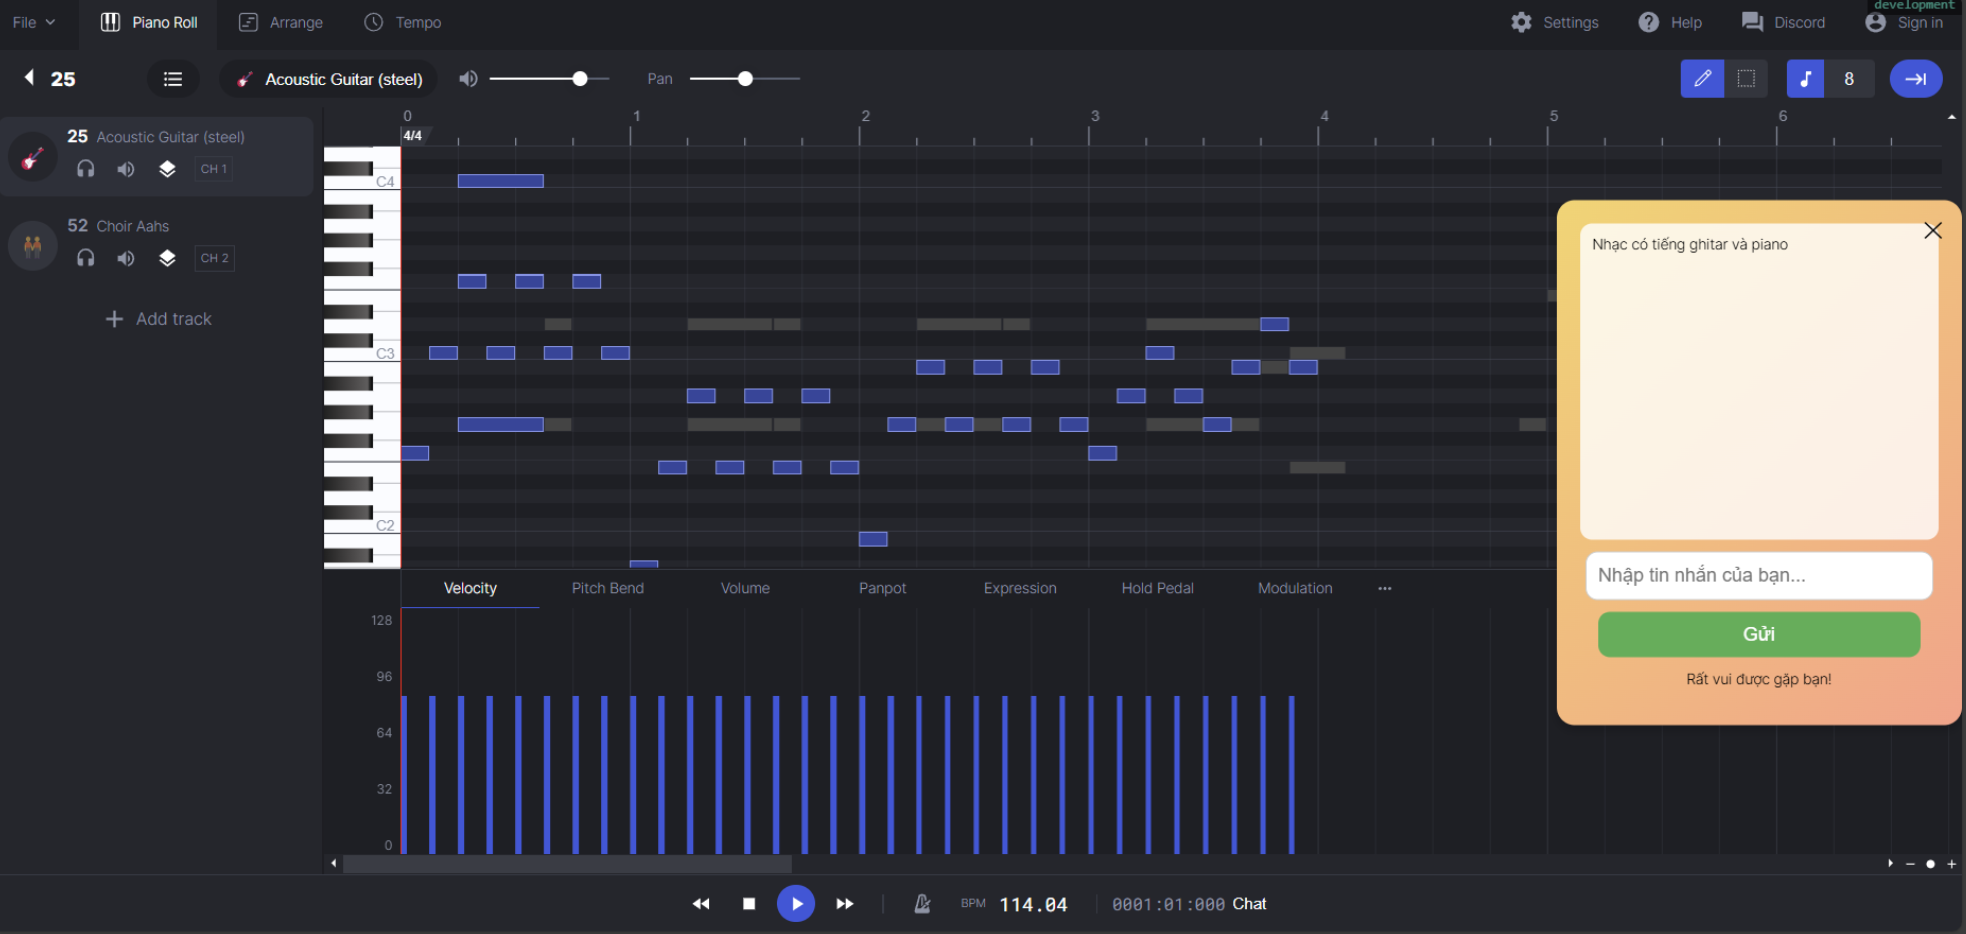 development
File Piano Roll Arrange Tempo Settings Help Discord Sign in
25 Acoustic Guitar (steel) Pan 8
25 Acoustic Guitar (steel)
CH 1
52 Choir Aahs
CH 2
Add track
0 1 2 3 4 5 6
4/4
C4
C3
C2
Velocity Pitch Bend Volume Panpot Expression Hold Pedal Modulation ...
128
96
64
32
0
Nhạc có tiếng ghitar và piano
Nhập tin nhắn của bạn...
Gửi
Rất vui được gặp bạn!
BPM 114.04 0001:01:000 Chat